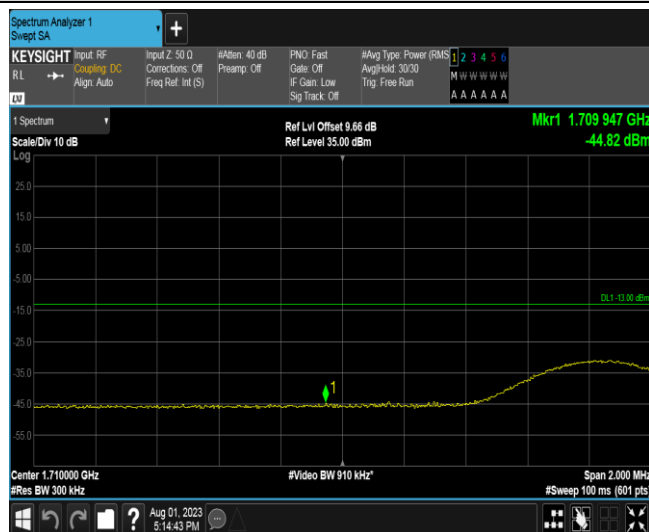 Spectrum Analyzer 1
Swept SA
+
KEYSIGHT
RL
LXI
Input: RF
Coupling: DC
Align: Auto
Input Z: 50 Ω
Corrections: Off
Freq Ref: Int (S)
#Atten: 40 dB
Preamp: Off
PNO: Fast
Gate: Off
IF Gain: Low
Sig Track: Off
#Avg Type: Power (RMS
Avg|Hold: 30/30
Trig: Free Run
1 2 3 4 5 6
M W W W W W
A A A A A A
1 Spectrum
Scale/Div 10 dB
Log
Ref Lvl Offset 9.66 dB
Ref Level 35.00 dBm
Mkr1 1.709 947 GHz
-44.82 dBm
25.0
15.0
5.00
-5.00
DL1 -13.00 dBm
-15.0
-25.0
-35.0
1
-45.0
-55.0
Center 1.710000 GHz
#Res BW 300 kHz
#Video BW 910 kHz*
Span 2.000 MHz
#Sweep 100 ms (601 pts)
?
Aug 01, 2023
5:14:43 PM